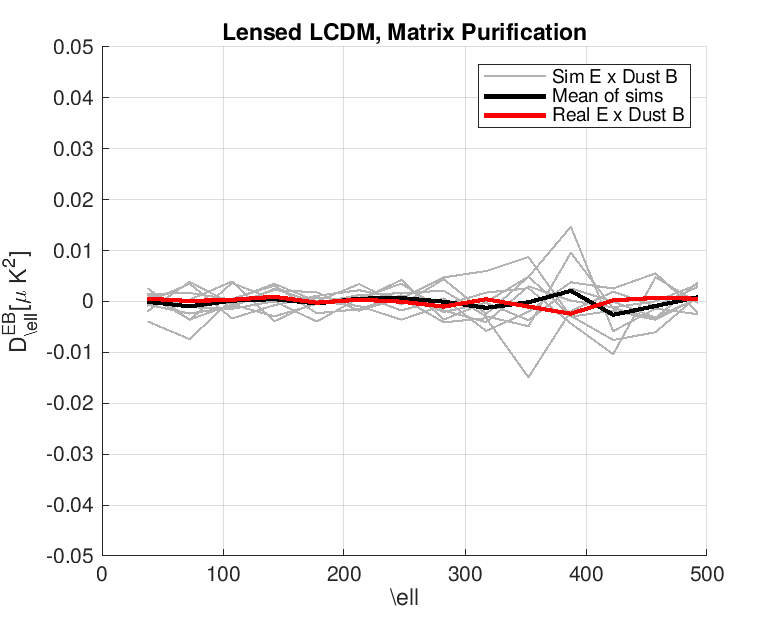 Lensed LCDM, Matrix Purification
0.05
0.04
0.03
0.02
0.01
0
-0.01
-0.02
-0.03
-0.04
-0.05
D^{EB}_{\ell}[μ K^2]
Sim E x Dust B
Mean of sims
Real E x Dust B
0 100 200 300 400 500
\ell